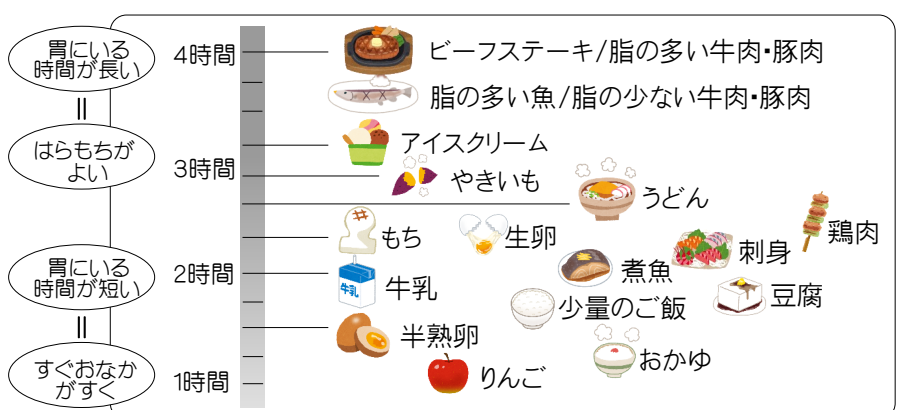 胃にいる
時間が長い
=
はらもちが
よい
胃にいる
時間が短い
=
すぐおなか
がすく
4時間
3時間
2時間
1時間
ビーフステーキ/脂の多い牛肉・豚肉
脂の多い魚/脂の少ない牛肉・豚肉
アイスクリーム
やきいも
うどん
もち
生卵
鶏肉
刺身
煮魚
牛乳
牛乳
豆腐
少量のご飯
半熟卵
おかゆ
りんご